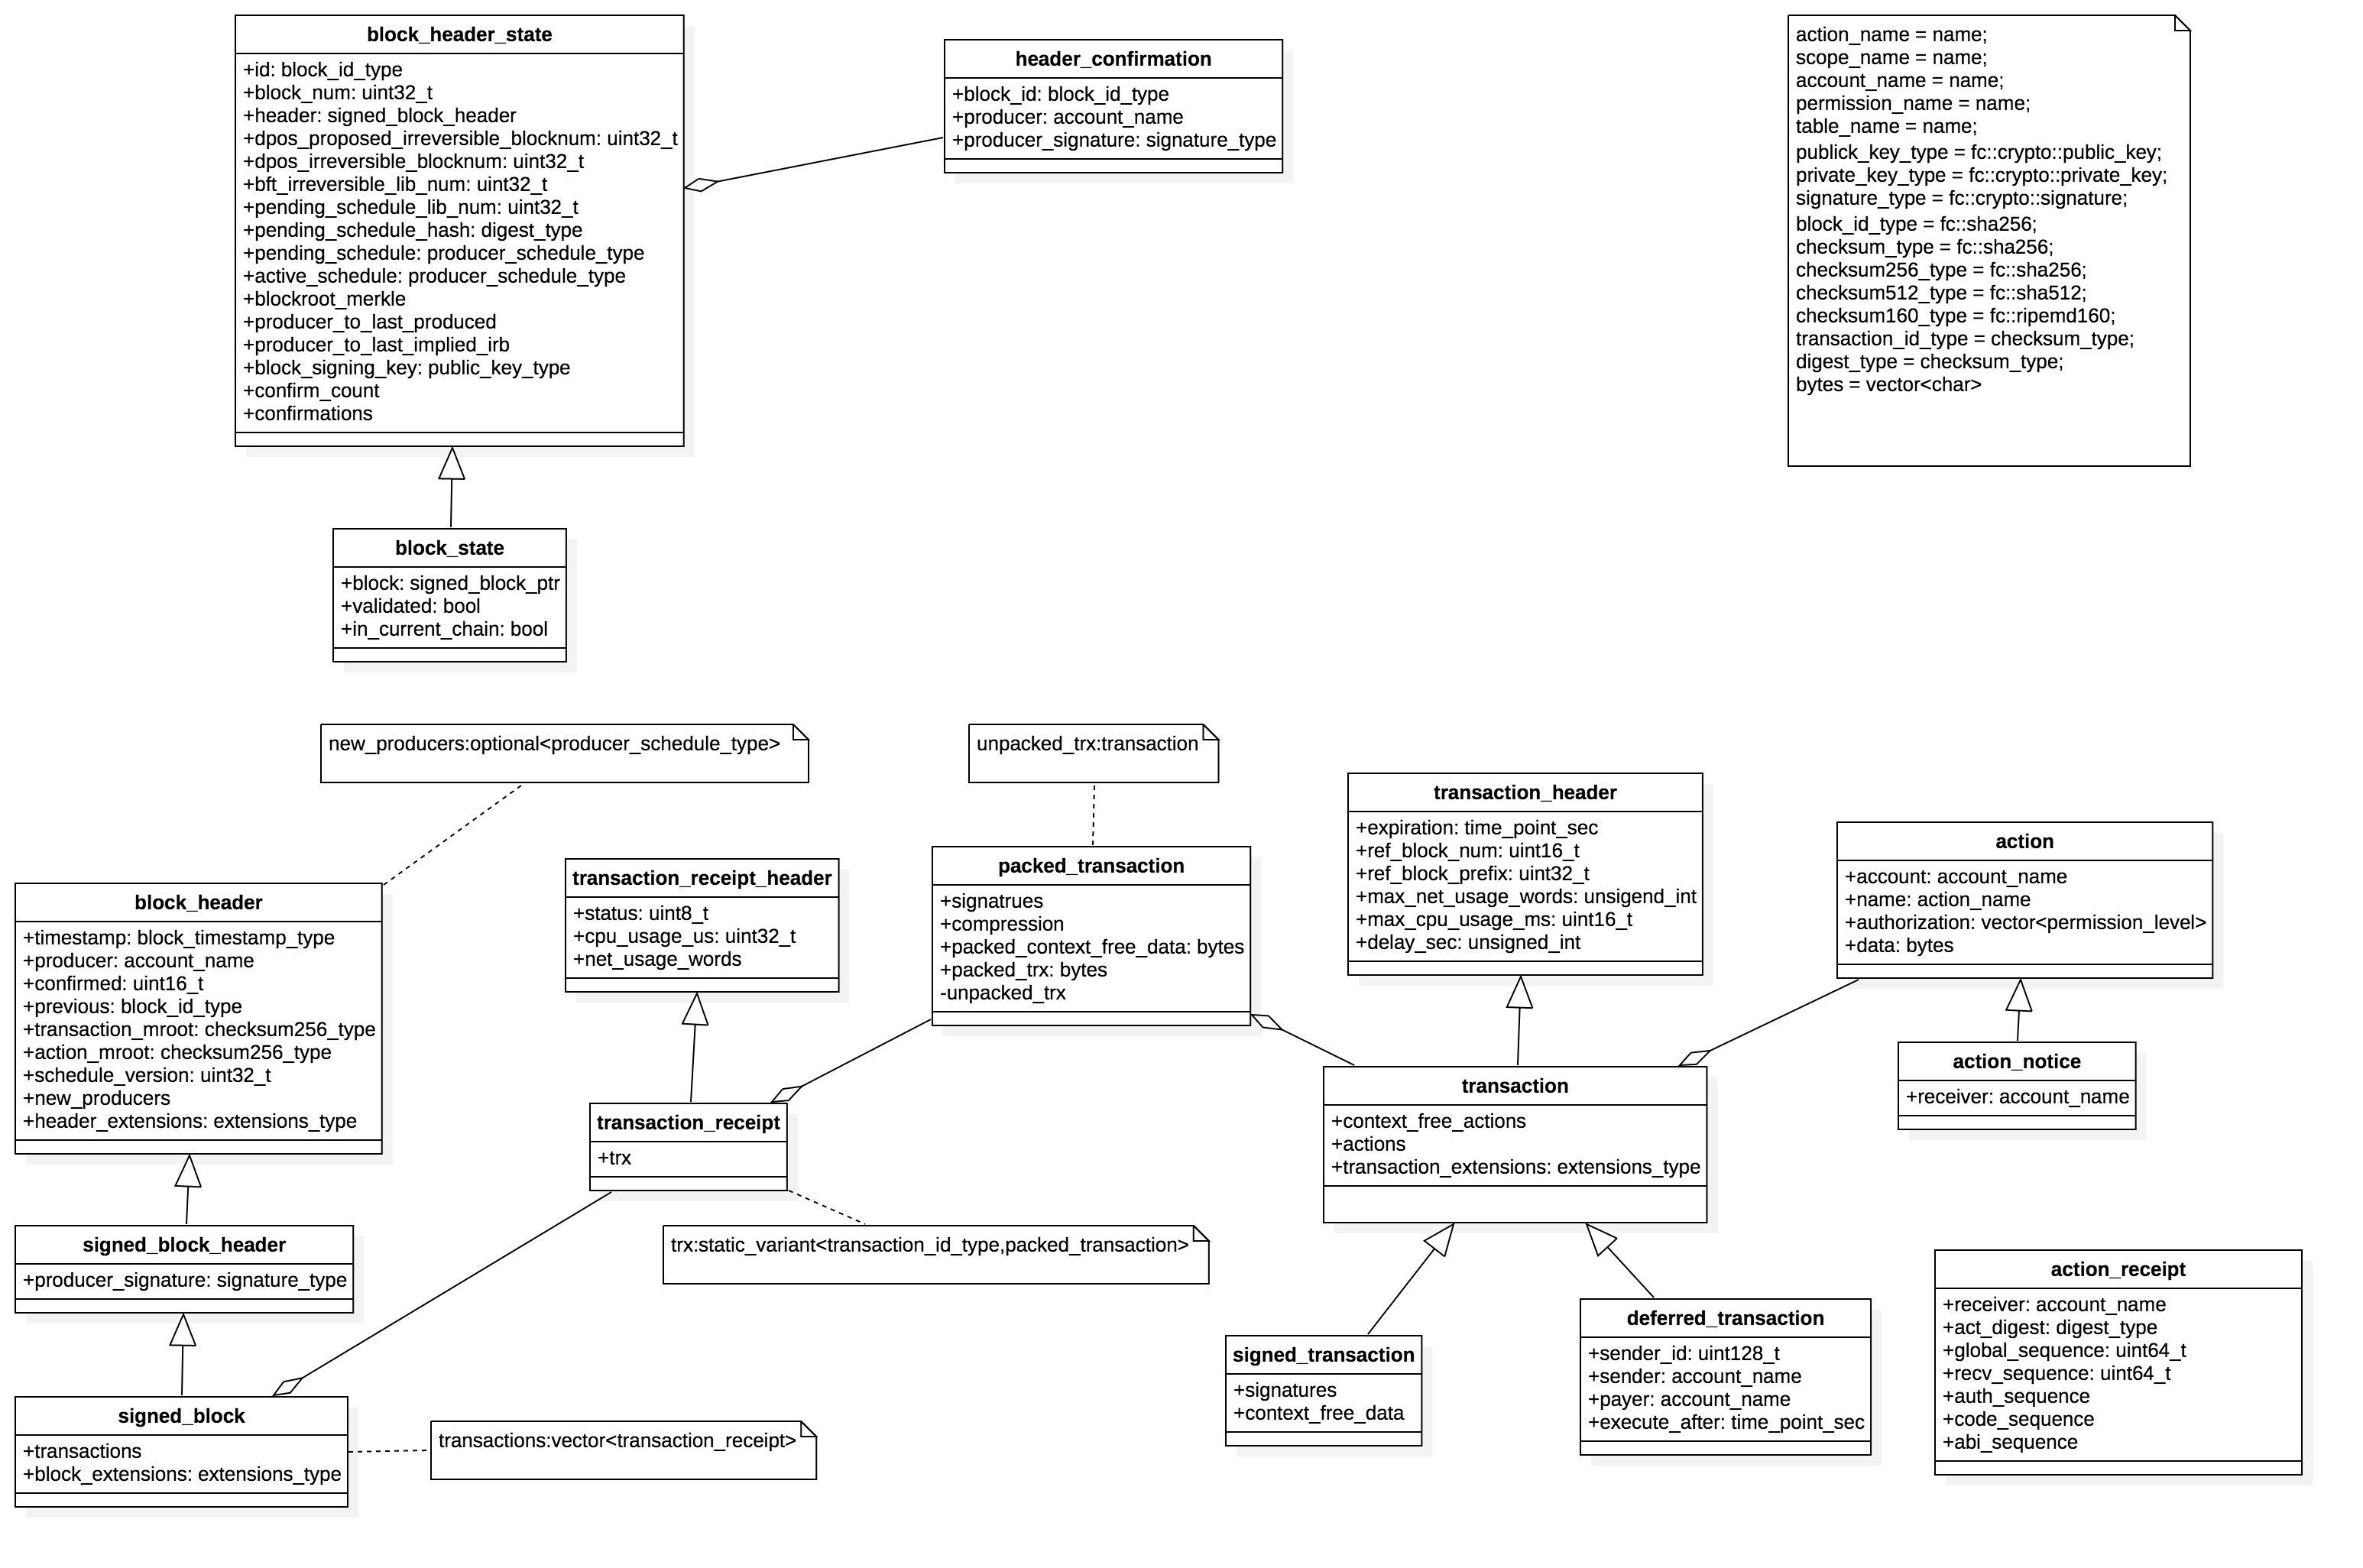 block_header_state
+id: block_id_type
+block_num: uint32_t
+header: signed_block_header
+dpos_proposed_irreversible_blocknum: uint32_t
+dpos_irreversible_blocknum: uint32_t
+bft_irreversible_lib_num: uint32_t
+pending_schedule_lib_num: uint32_t
+pending_schedule_hash: digest_type
+pending_schedule: producer_schedule_type
+active_schedule: producer_schedule_type
+blockroot_merkle
+producer_to_last_produced
+producer_to_last_implied_irb
+block_signing_key: public_key_type
+confirm_count
+confirmations
header_confirmation
+block_id: block_id_type
+producer: account_name
+producer_signature: signature_type
action_name = name;
scope_name = name;
account_name = name;
permission_name = name;
table_name = name;
publick_key_type = fc::crypto::public_key;
private_key_type = fc::crypto::private_key;
signature_type = fc::crypto::signature;
block_id_type = fc::sha256;
checksum_type = fc::sha256;
checksum256_type = fc::sha256;
checksum512_type = fc::sha512;
checksum160_type = fc::ripemd160;
transaction_id_type = checksum_type;
digest_type = checksum_type;
bytes = vector<char>
block_state
+block: signed_block_ptr
+validated: bool
+in_current_chain: bool
new_producers:optional<producer_schedule_type>
unpacked_trx:transaction
block_header
+timestamp: block_timestamp_type
+producer: account_name
+confirmed: uint16_t
+previous: block_id_type
+transaction_mroot: checksum256_type
+action_mroot: checksum256_type
+schedule_version: uint32_t
+new_producers
+header_extensions: extensions_type
transaction_receipt_header
+status: uint8_t
+cpu_usage_us: uint32_t
+net_usage_words
packed_transaction
+signatrues
+compression
+packed_context_free_data: bytes
+packed_trx: bytes
-unpacked_trx
transaction_header
+expiration: time_point_sec
+ref_block_num: uint16_t
+ref_block_prefix: uint32_t
+max_net_usage_words: unsigend_int
+max_cpu_usage_ms: uint16_t
+delay_sec: unsigned_int
action
+account: account_name
+name: action_name
+authorization: vector<permission_level>
+data: bytes
action_notice
+receiver: account_name
transaction_receipt
+trx
transaction
+context_free_actions
+actions
+transaction_extensions: extensions_type
signed_block_header
+producer_signature: signature_type
trx:static_variant<transaction_id_type,packed_transaction>
signed_block
+transactions
+block_extensions: extensions_type
transactions:vector<transaction_receipt>
signed_transaction
+signatures
+context_free_data
deferred_transaction
+sender_id: uint128_t
+sender: account_name
+payer: account_name
+execute_after: time_point_sec
action_receipt
+receiver: account_name
+act_digest: digest_type
+global_sequence: uint64_t
+recv_sequence: uint64_t
+auth_sequence
+code_sequence
+abi_sequence